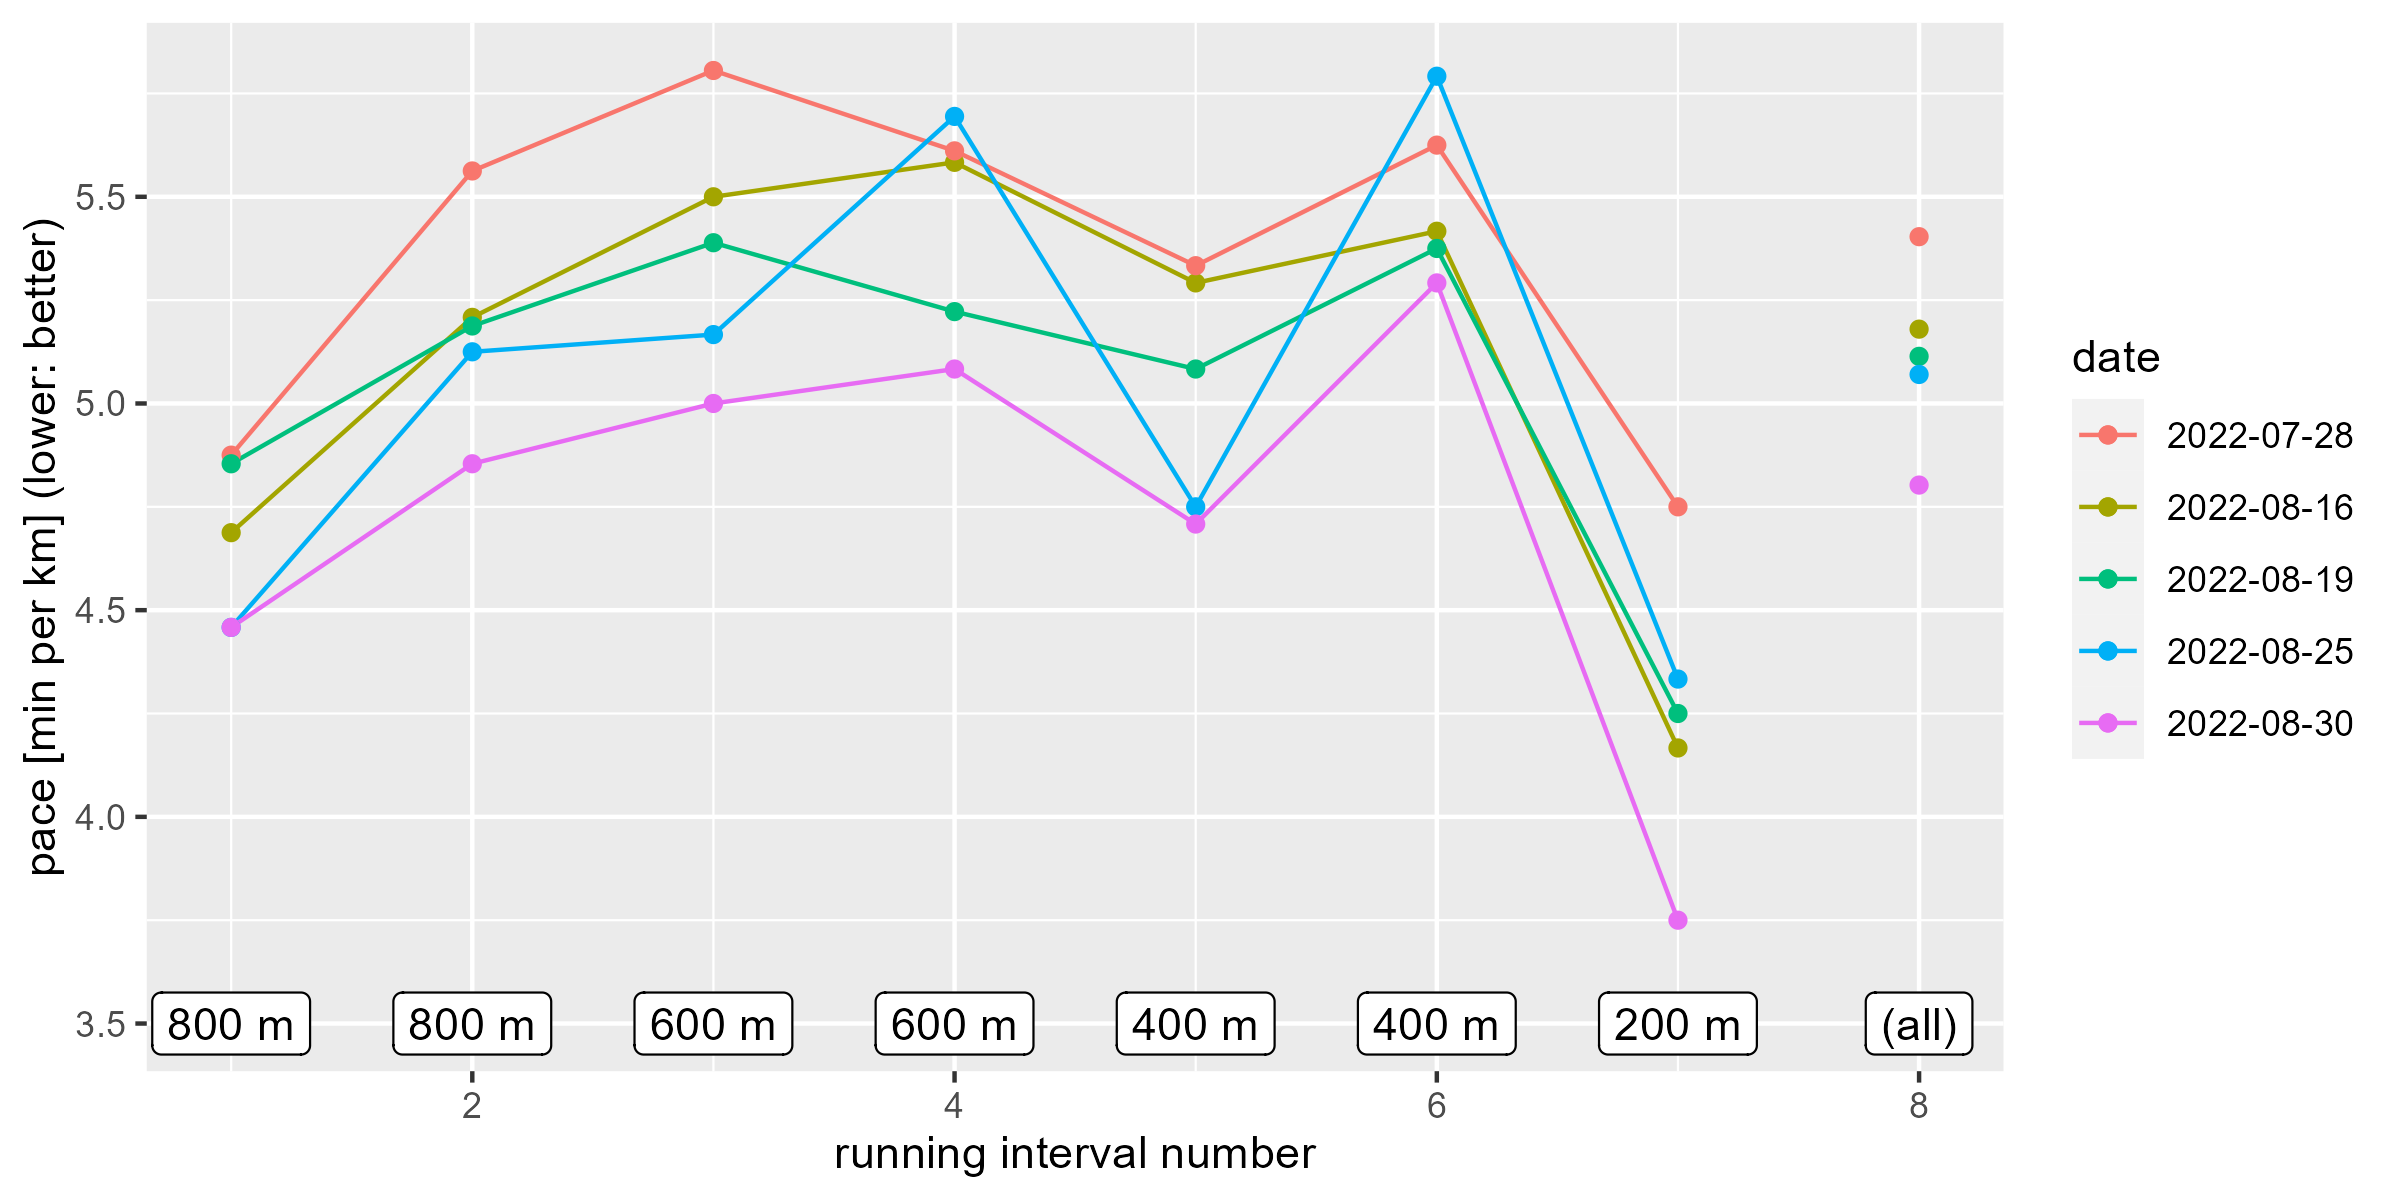 pace [min per km] (lower: better)
5.5
5.0
4.5
4.0
3.5
800 m
800 m
600 m
600 m
400 m
400 m
200 m
(all)
2
4
6
8
running interval number
date
2022-07-28
2022-08-16
2022-08-19
2022-08-25
2022-08-30